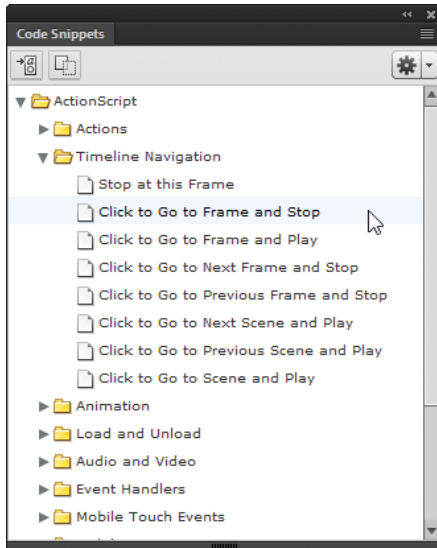 Code Snippets
ActionScript
Actions
Timeline Navigation
Stop at this Frame
Click to Go to Frame and Stop
Click to Go to Frame and Play
Click to Go to Next Frame and Stop
Click to Go to Previous Frame and Stop
Click to Go to Next Scene and Play
Click to Go to Previous Scene and Play
Click to Go to Scene and Play
Animation
Load and Unload
Audio and Video
Event Handlers
Mobile Touch Events